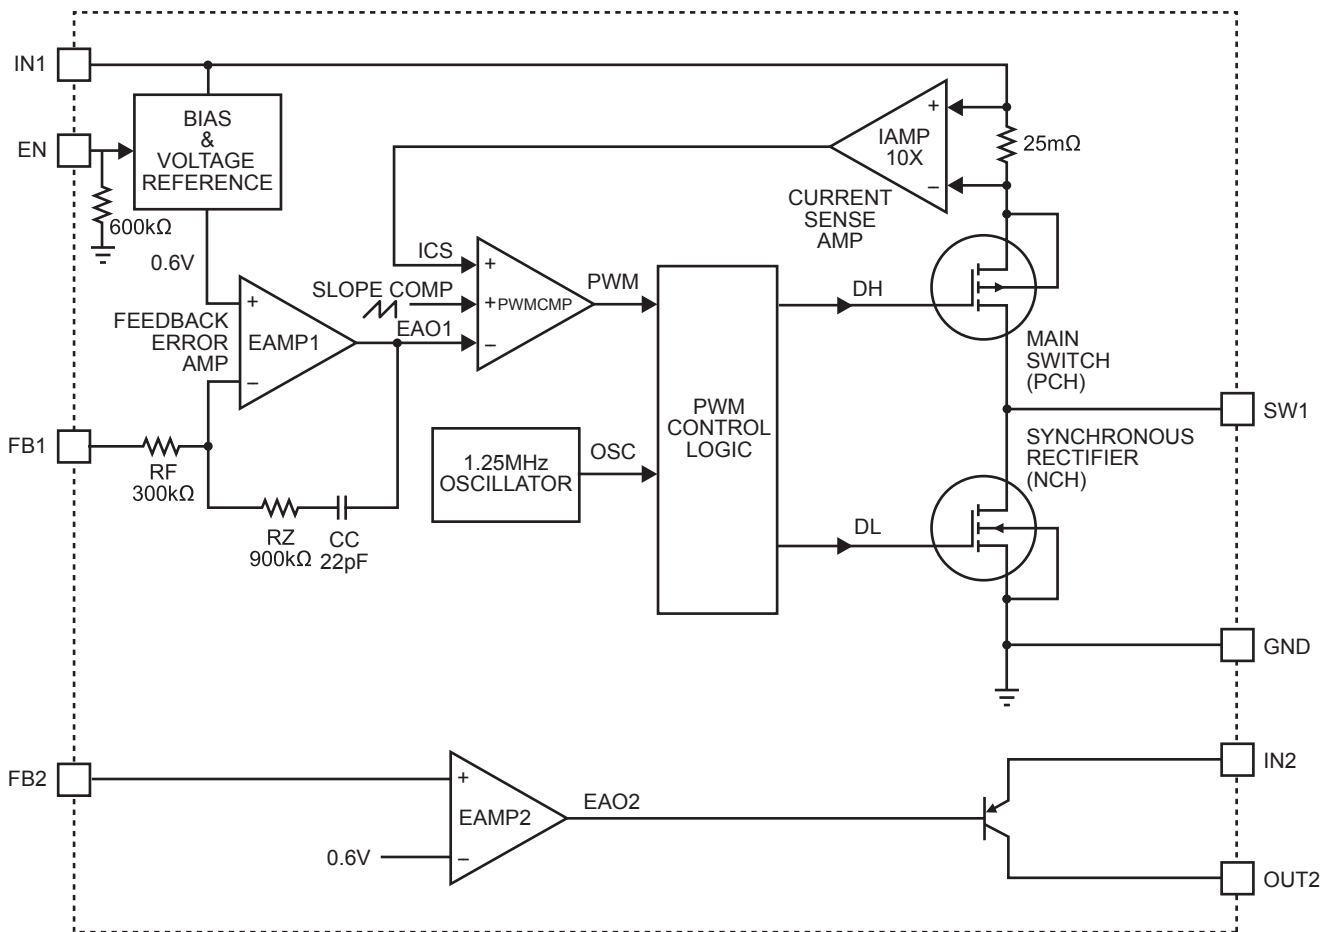 IN1
BIAS
&
VOLTAGE
REFERENCE
EN
600kΩ
0.6V
+
IAMP
10X
–
25mΩ
CURRENT
SENSE
AMP
ICS
+
SLOPE COMP
+
PWMCMP
–
PWM
EAO1
FEEDBACK
ERROR
AMP
+
EAMP1
–
DH
MAIN
SWITCH
(PCH)
PWM
CONTROL
LOGIC
SW1
SYNCHRONOUS
RECTIFIER
(NCH)
FB1
RF
300kΩ
RZ
900kΩ
CC
22pF
1.25MHz
OSCILLATOR
OSC
DL
GND
FB2
+
EAMP2
–
0.6V
EAO2
IN2
OUT2